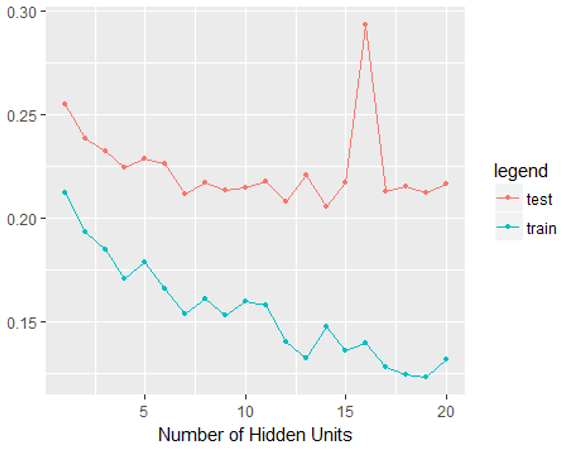 0.30
0.25
0.20
0.15
5 10 15 20
Number of Hidden Units
legend
test
train